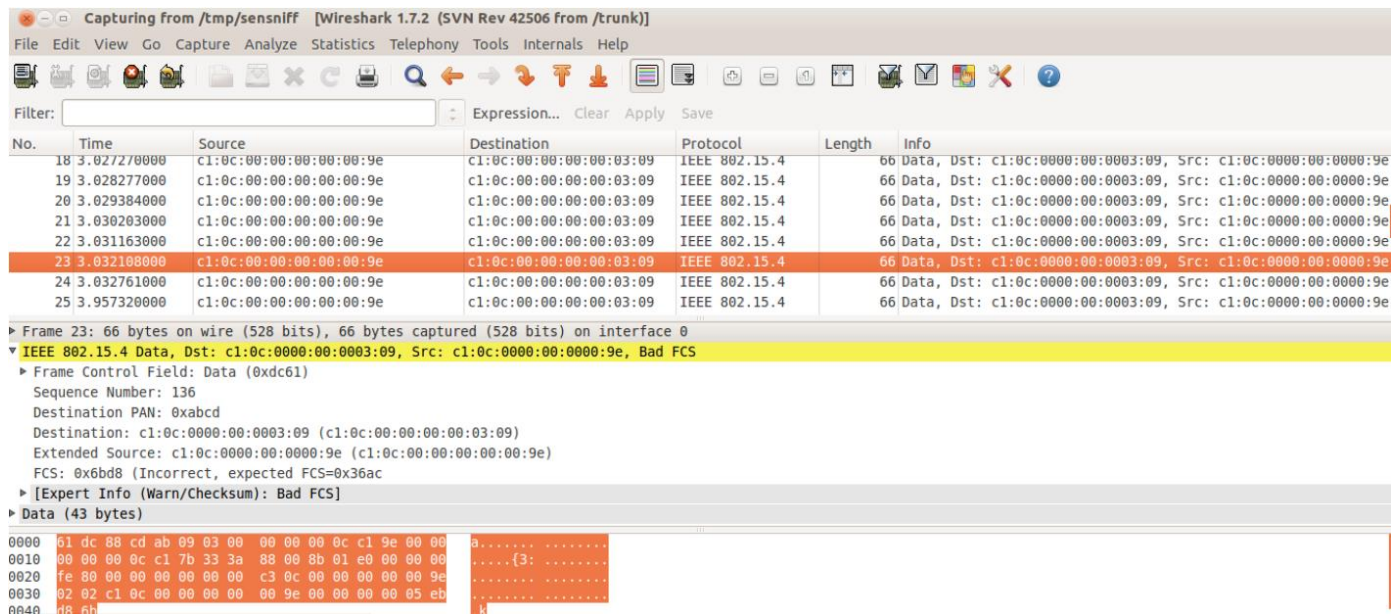 Capturing from /tmp/sensniff [Wireshark 1.7.2 (SVN Rev 42506 from /trunk)]
File Edit View Go Capture Analyze Statistics Telephony Tools Internals Help
Filter: Expression... Clear Apply Save
No. Time Source Destination Protocol Length Info
18 3.027270000 c1:0c:00:00:00:00:00:9e c1:0c:00:00:00:00:03:09 IEEE 802.15.4 66 Data, Dst: c1:0c:0000:00:0003:09, Src: c1:0c:0000:00:0000:9e
19 3.028277000 c1:0c:00:00:00:00:00:9e c1:0c:00:00:00:00:03:09 IEEE 802.15.4 66 Data, Dst: c1:0c:0000:00:0003:09, Src: c1:0c:0000:00:0000:9e
20 3.029384000 c1:0c:00:00:00:00:00:9e c1:0c:00:00:00:00:03:09 IEEE 802.15.4 66 Data, Dst: c1:0c:0000:00:0003:09, Src: c1:0c:0000:00:0000:9e
21 3.030203000 c1:0c:00:00:00:00:00:9e c1:0c:00:00:00:00:03:09 IEEE 802.15.4 66 Data, Dst: c1:0c:0000:00:0003:09, Src: c1:0c:0000:00:0000:9e
22 3.031163000 c1:0c:00:00:00:00:00:9e c1:0c:00:00:00:00:03:09 IEEE 802.15.4 66 Data, Dst: c1:0c:0000:00:0003:09, Src: c1:0c:0000:00:0000:9e
23 3.032108000 c1:0c:00:00:00:00:00:9e c1:0c:00:00:00:00:03:09 IEEE 802.15.4 66 Data, Dst: c1:0c:0000:00:0003:09, Src: c1:0c:0000:00:0000:9e
24 3.032761000 c1:0c:00:00:00:00:00:9e c1:0c:00:00:00:00:03:09 IEEE 802.15.4 66 Data, Dst: c1:0c:0000:00:0003:09, Src: c1:0c:0000:00:0000:9e
25 3.957320000 c1:0c:00:00:00:00:00:9e c1:0c:00:00:00:00:03:09 IEEE 802.15.4 66 Data, Dst: c1:0c:0000:00:0003:09, Src: c1:0c:0000:00:0000:9e
Frame 23: 66 bytes on wire (528 bits), 66 bytes captured (528 bits) on interface 0
IEEE 802.15.4 Data, Dst: c1:0c:0000:00:0003:09, Src: c1:0c:0000:00:0000:9e, Bad FCS
Frame Control Field: Data (0xdc61)
Sequence Number: 136
Destination PAN: 0xabcd
Destination: c1:0c:0000:00:0003:09 (c1:0c:00:00:00:00:03:09)
Extended Source: c1:0c:0000:00:0000:9e (c1:0c:00:00:00:00:00:9e)
FCS: 0x6bd8 (Incorrect, expected FCS=0x36ac
[Expert Info (Warn/Checksum): Bad FCS]
Data (43 bytes)
0000 61 dc 88 cd ab 09 03 00 00 00 00 0c c1 9e 00 00 a....... ........
0010 00 00 00 0c c1 7b 33 3a 88 00 8b 01 e0 00 00 00 .....{3: ........
0020 fe 80 00 00 00 00 00 00 c3 0c 00 00 00 00 00 9e ........ ........
0030 02 02 c1 0c 00 00 00 00 00 9e 00 00 00 00 05 eb ........ ........
0040 d8 6b .k